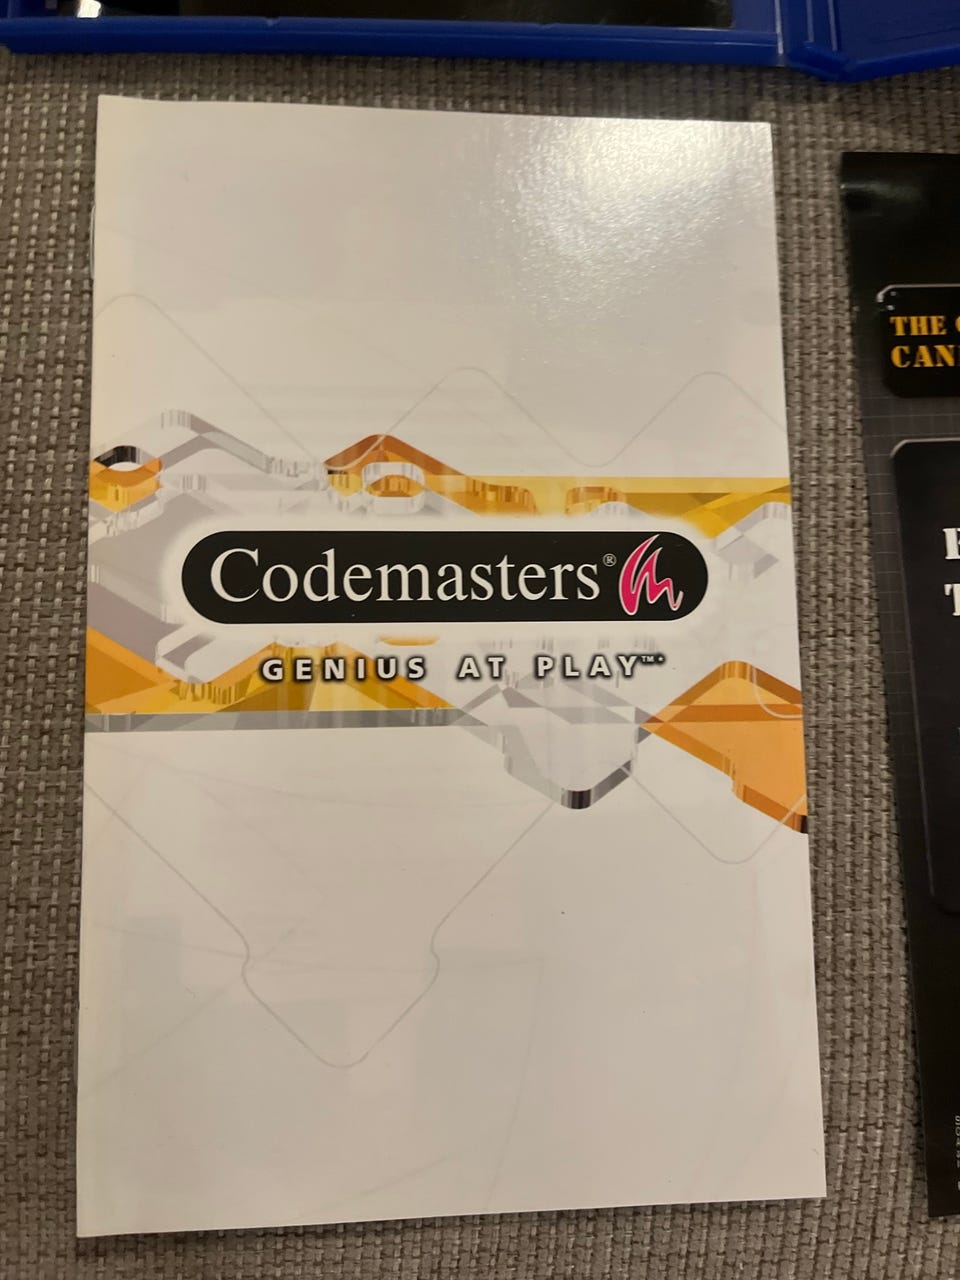 Codemasters®
GENIUS AT PLAY™
THE
CAN